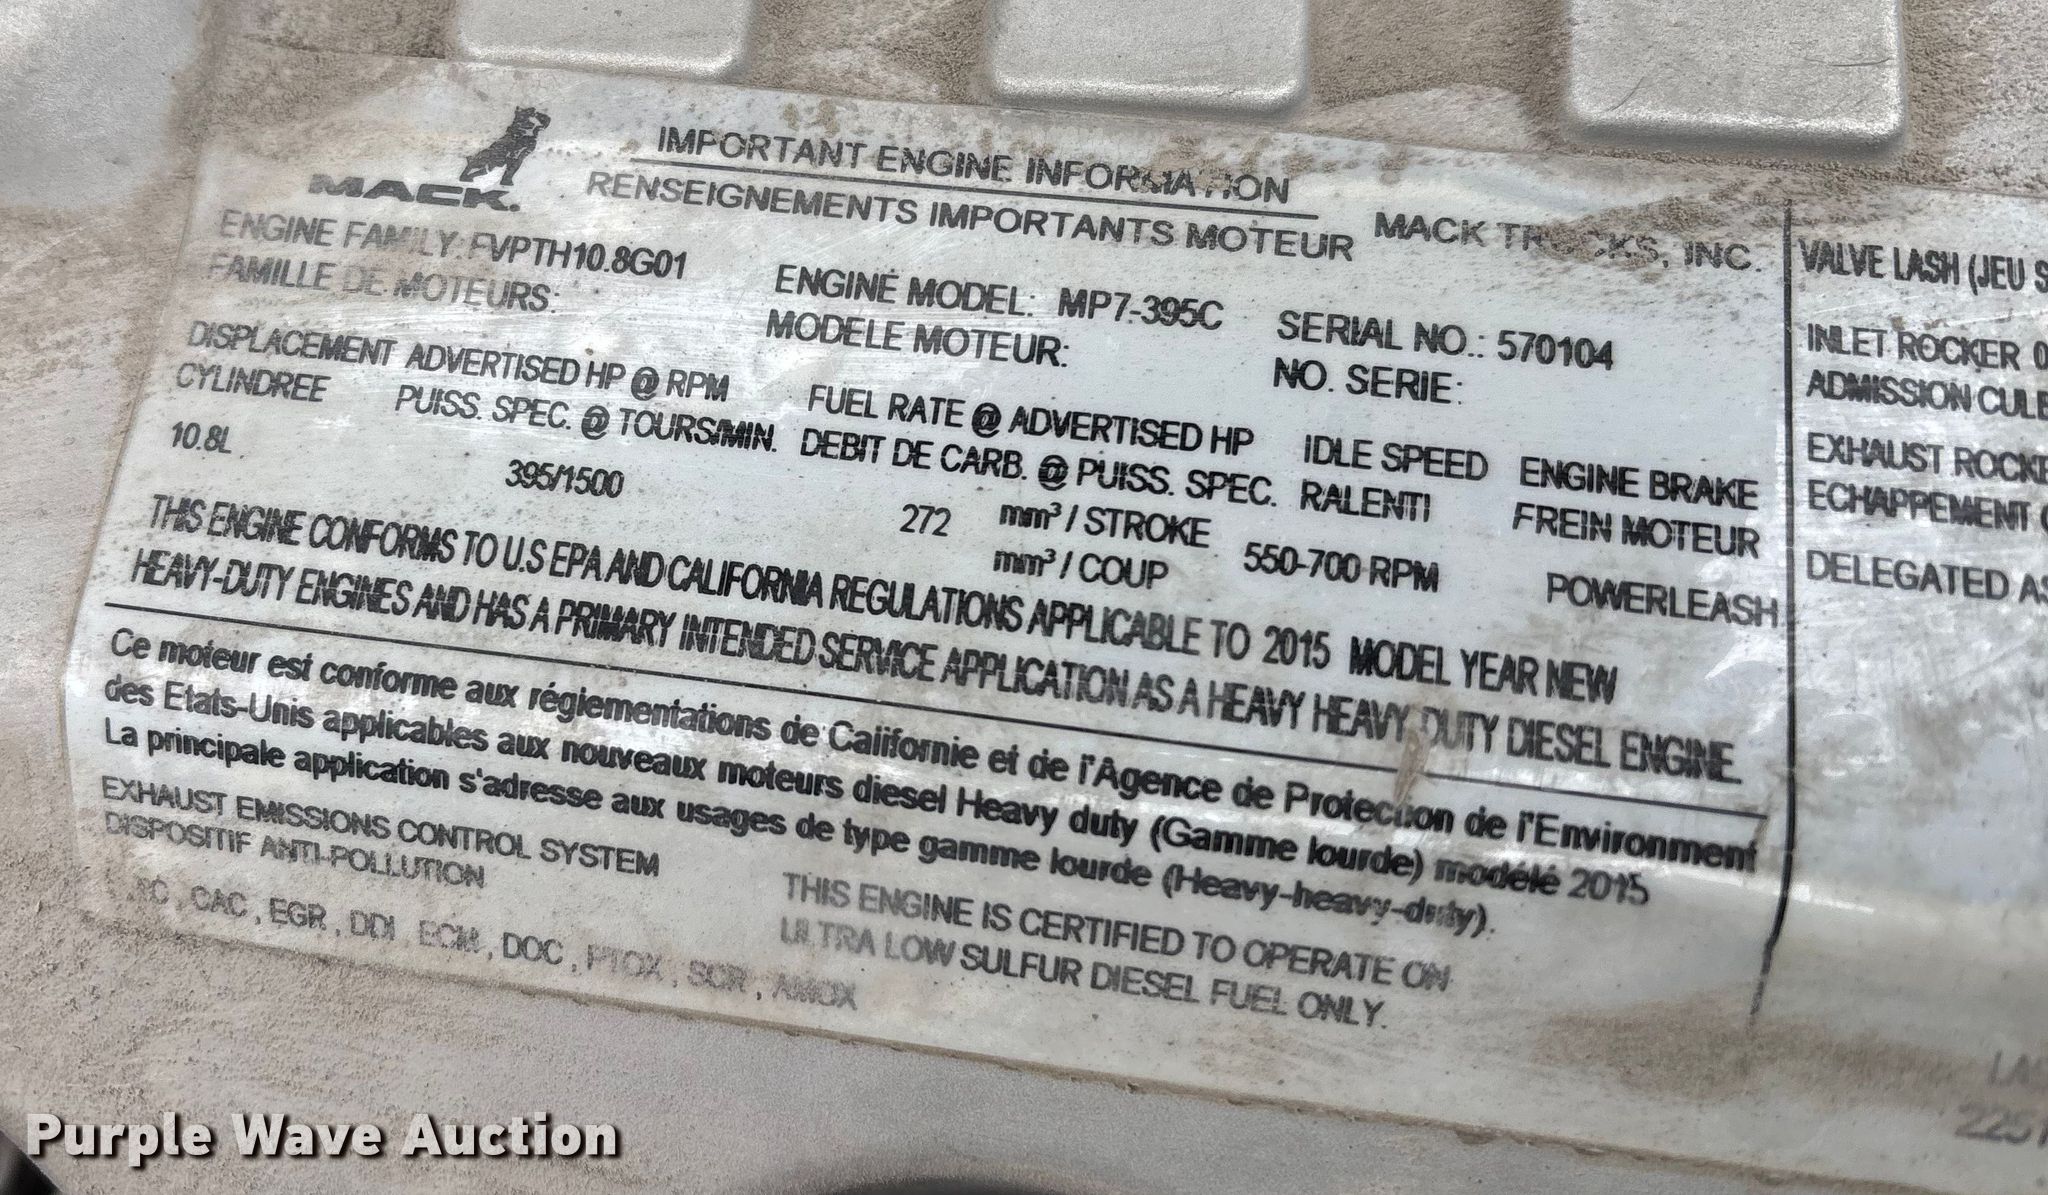 MACK.
IMPORTANT ENGINE INFORMATION
RENSEIGNEMENTS IMPORTANTS MOTEUR
MACK TRUCKS, INC.
ENGINE FAMILY: FVPTH10.8G01
FAMILLE DE MOTEURS:
ENGINE MODEL: MP7-395C
MODELE MOTEUR:
SERIAL NO.: 570104
NO. SERIE:
DISPLACEMENT ADVERTISED HP @ RPM FUEL RATE @ ADVERTISED HP IDLE SPEED ENGINE BRAKE
CYLINDREE PUISS. SPEC. @ TOURS/MIN. DEBIT DE CARB. @ PUISS. SPEC. RALENTI FREIN MOTEUR
10.8L 395/1500 272 mm³ / STROKE 550-700 RPM POWERLEASH
mm³ / COUP
THIS ENGINE CONFORMS TO U.S EPA AND CALIFORNIA REGULATIONS APPLICABLE TO 2015 MODEL YEAR NEW
HEAVY-DUTY ENGINES AND HAS A PRIMARY INTENDED SERVICE APPLICATION AS A HEAVY HEAVY DUTY DIESEL ENGINE.
Ce moteur est conforme aux réglementations de Californie et de l'Agence de Protection de l'Environment
des Etats-Unis applicables aux nouveaux moteurs diesel Heavy duty (Gamme lourde) modélé 2015
La principale application s'adresse aux usages de type gamme lourde (Heavy-heavy-duty).
EXHAUST EMISSIONS CONTROL SYSTEM
DISPOSITIF ANTI-POLLUTION
CAC, EGR, DDI, ECM, DOC, PTOX, SCR, AMOX
THIS ENGINE IS CERTIFIED TO OPERATE ON
ULTRA LOW SULFUR DIESEL FUEL ONLY.
VALVE LASH (JEU
INLET ROCKER
ADMISSION
EXHAUST
ECHAPPEMENT
DELEGATED
Purple Wave Auction